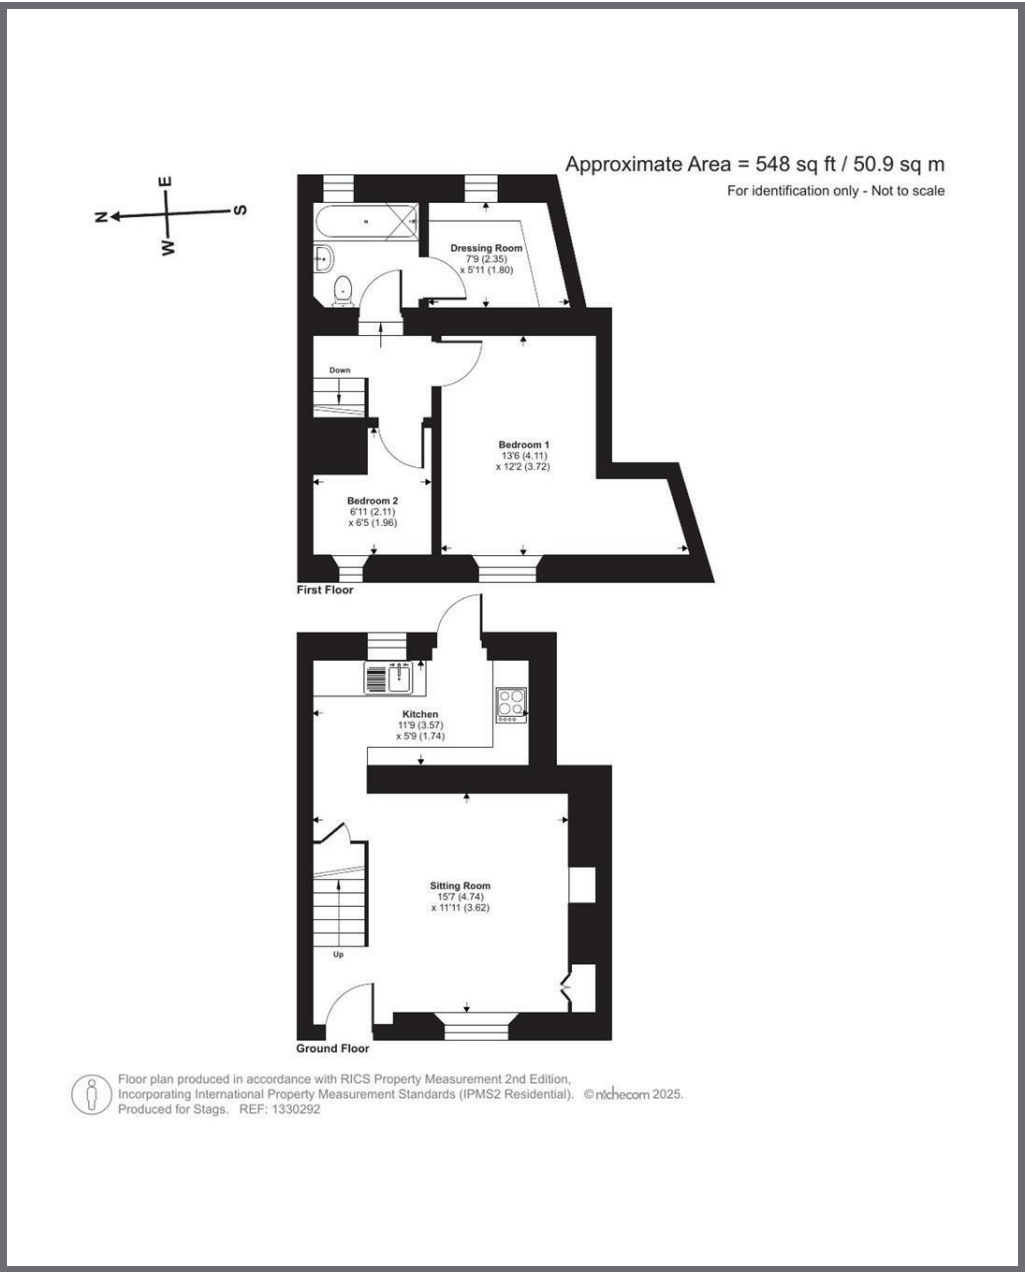 Approximate Area = 548 sq ft / 50.9 sq m
For identification only - Not to scale
E
N
S
W
Dressing Room
7'9 (2.35)
x 5'11 (1.80)
Down
Bedroom 1
13'6 (4.11)
x 12'2 (3.72)
Bedroom 2
6'11 (2.11)
x 6'5 (1.96)
First Floor
Kitchen
11'9 (3.57)
x 5'9 (1.74)
Sitting Room
15'7 (4.74)
x 11'11 (3.62)
Up
Ground Floor
Floor plan produced in accordance with RICS Property Measurement 2nd Edition,
Incorporating International Property Measurement Standards (IPMS2 Residential). © nichecom 2025.
Produced for Stags. REF: 1330292